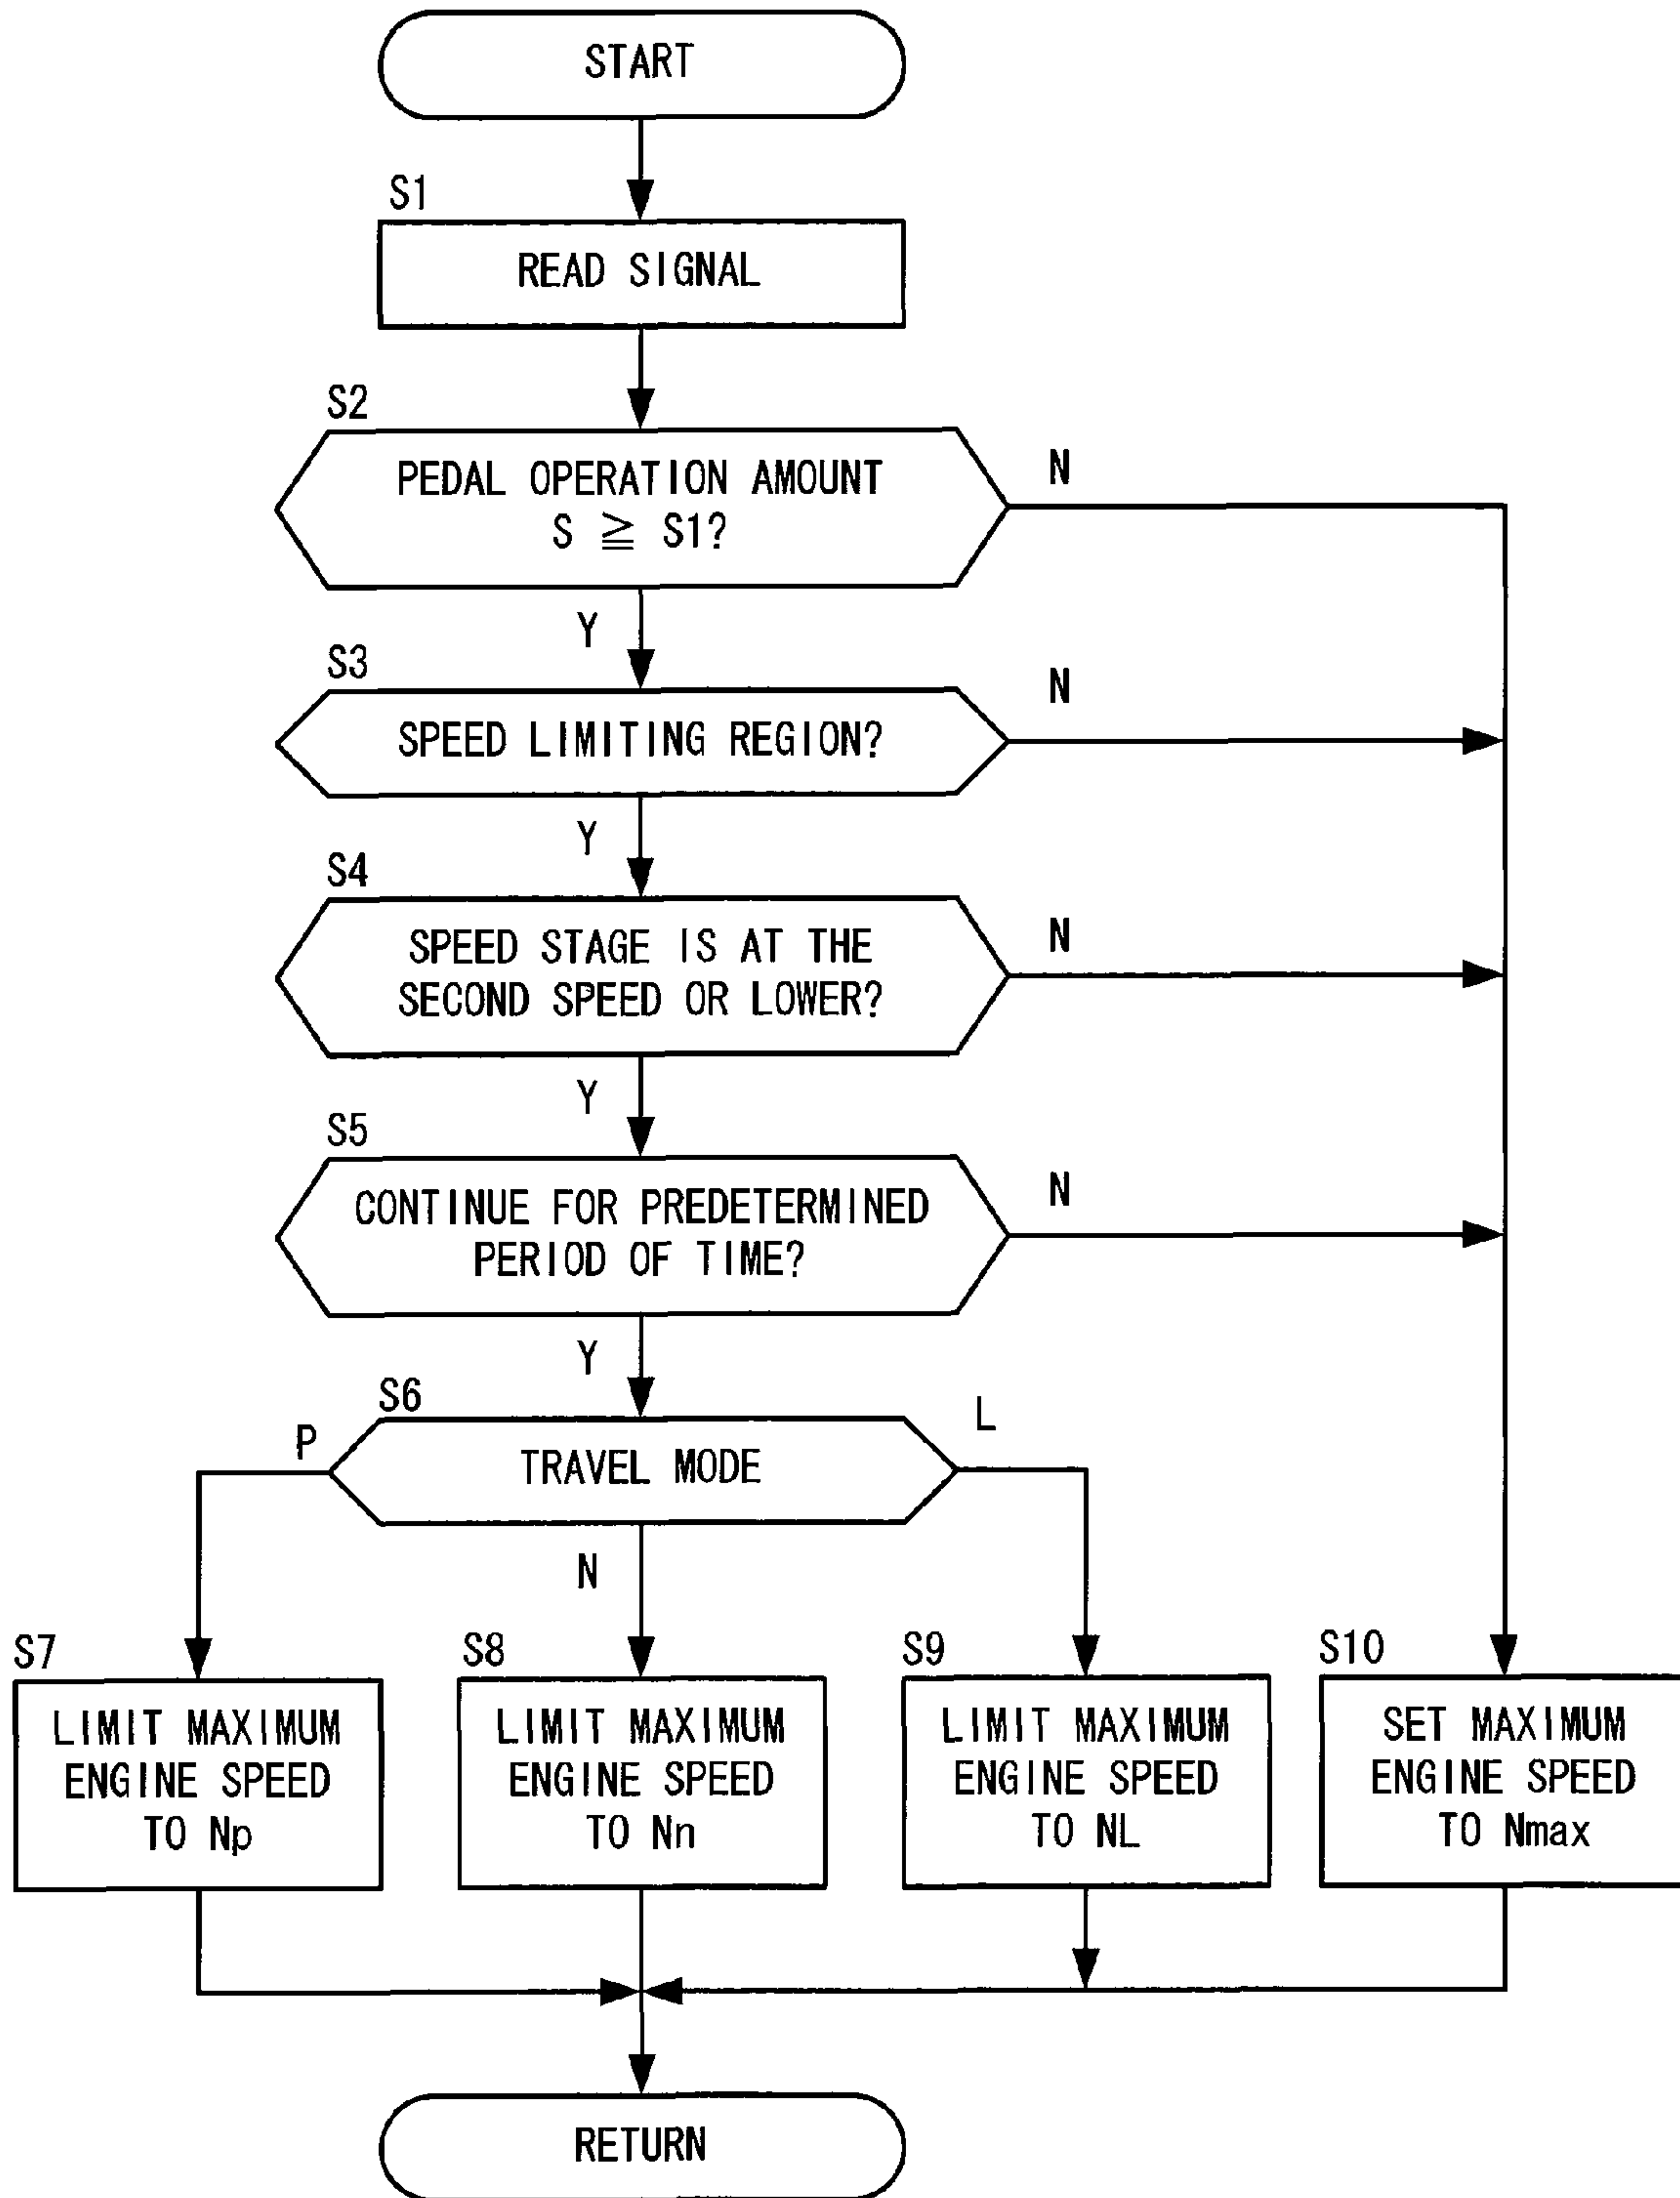 START
S1
READ SIGNAL
S2
PEDAL OPERATION AMOUNT
S ≧ S1?
N
Y
S3
SPEED LIMITING REGION?
N
Y
S4
SPEED STAGE IS AT THE
SECOND SPEED OR LOWER?
N
Y
S5
CONTINUE FOR PREDETERMINED
PERIOD OF TIME?
N
Y
S6
P
TRAVEL MODE
L
N
S7
LIMIT MAXIMUM
ENGINE SPEED
TO Np
S8
LIMIT MAXIMUM
ENGINE SPEED
TO Nn
S9
LIMIT MAXIMUM
ENGINE SPEED
TO NL
S10
SET MAXIMUM
ENGINE SPEED
TO Nmax
RETURN